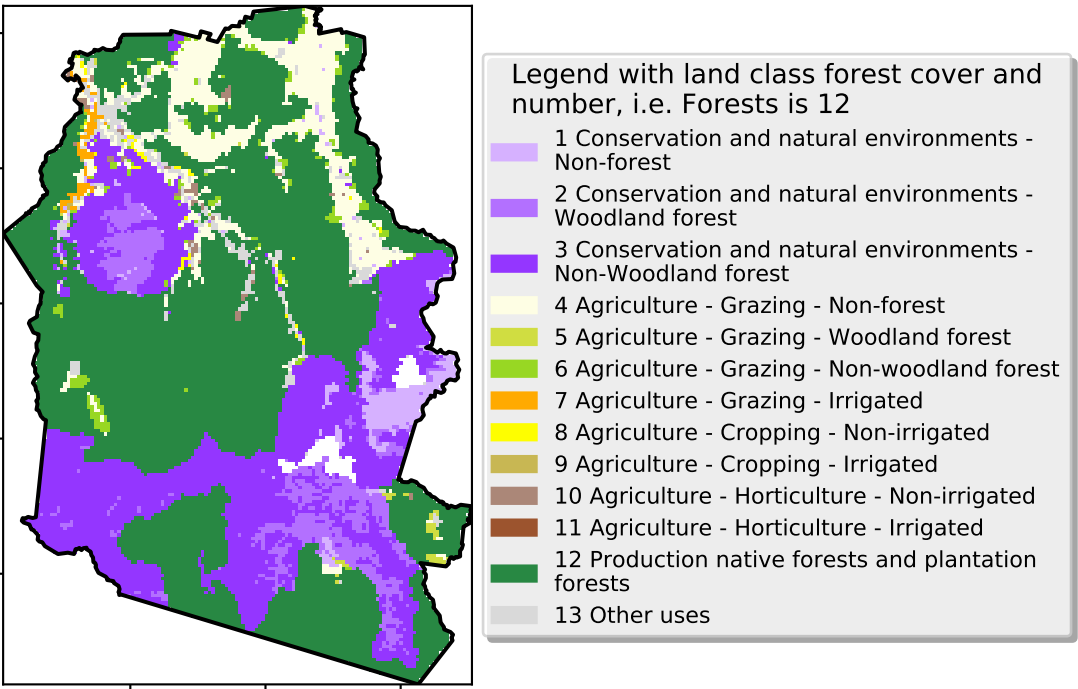 Legend with land class forest cover and
number, i.e. Forests is 12
1 Conservation and natural environments -
Non-forest
2 Conservation and natural environments -
Woodland forest
3 Conservation and natural environments -
Non-Woodland forest
4 Agriculture - Grazing - Non-forest
5 Agriculture - Grazing - Woodland forest
6 Agriculture - Grazing - Non-woodland forest
7 Agriculture - Grazing - Irrigated
8 Agriculture - Cropping - Non-irrigated
9 Agriculture - Cropping - Irrigated
10 Agriculture - Horticulture - Non-irrigated
11 Agriculture - Horticulture - Irrigated
12 Production native forests and plantation
forests
13 Other uses